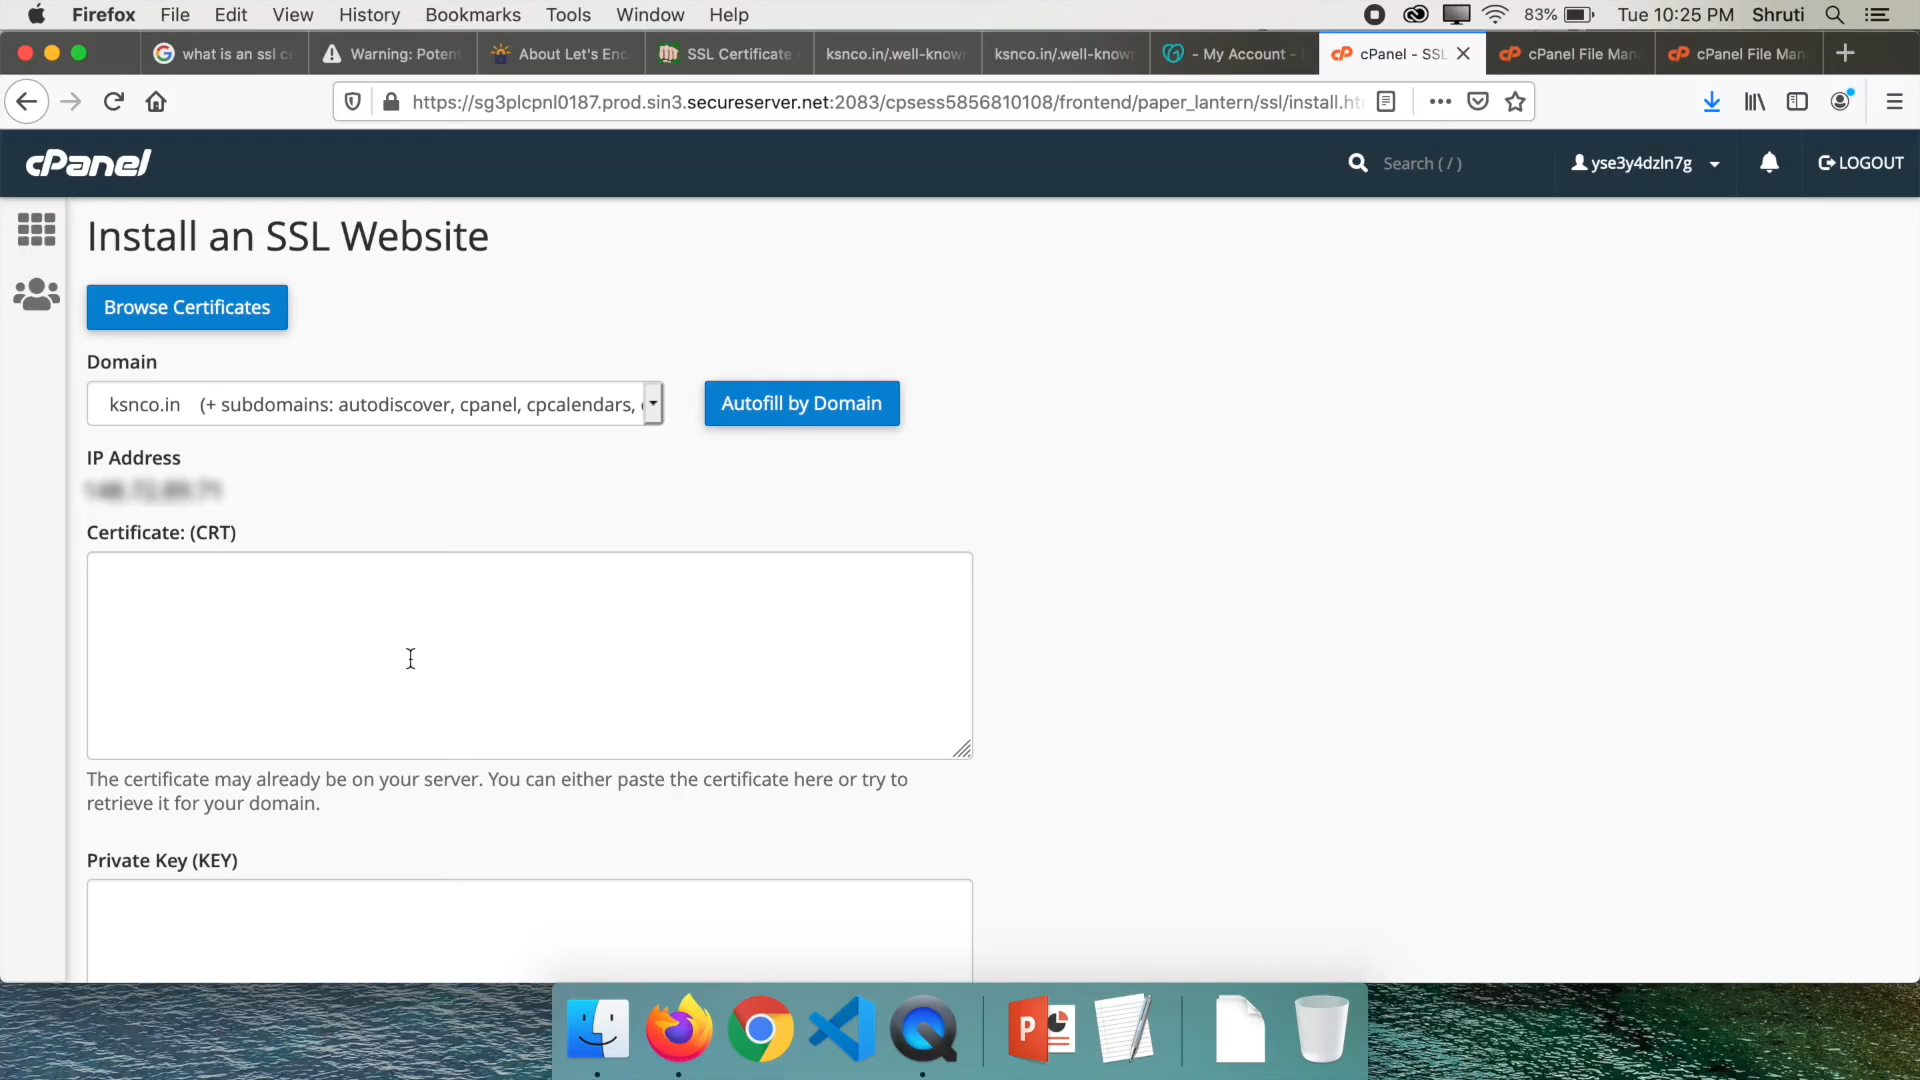 Firefox File Edit View History Bookmarks Tools Window Help 83% Tue 10:25 PM Shruti
what is an ssl c Warning: Poten About Let's Enc SSL Certificate ksnco.in/.well-know ksnco.in/.well-know - My Account - cPanel - SSL cPanel File Man cPanel File Man
https://sg3plcpnl0187.prod.sin3.secureserver.net:2083/cpsess5856810108/frontend/paper_lantern/ssl/install.ht
cPanel Search ( / ) yse3y4dzln7g LOGOUT
Install an SSL Website
Browse Certificates
Domain
ksnco.in (+ subdomains: autodiscover, cpanel, cpcalendars, Autofill by Domain
IP Address
Certificate: (CRT)
The certificate may already be on your server. You can either paste the certificate here or try to
retrieve it for your domain.
Private Key (KEY)